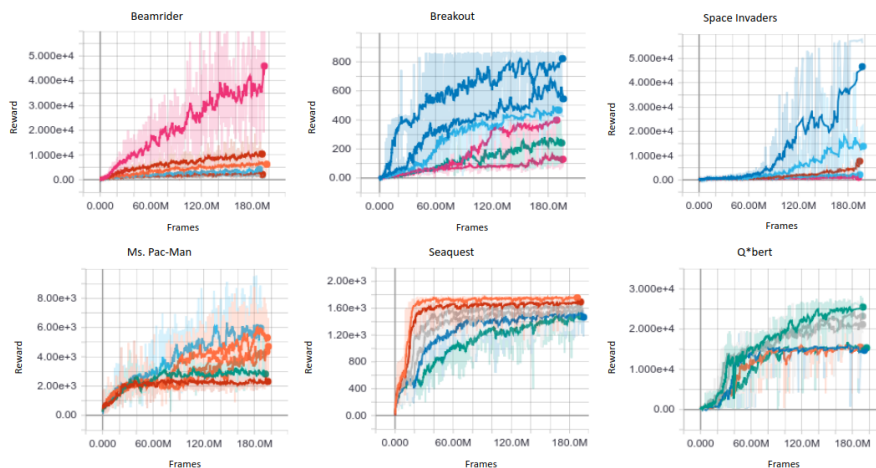 Beamrider
5.000e+4
4.000e+4
3.000e+4
2.000e+4
1.000e+4
0.00
Reward
0.000 60.00M 120.0M 180.0M
Frames
Breakout
800
600
400
200
0.00
Reward
0.000 60.00M 120.0M 180.0M
Frames
Space Invaders
5.000e+4
4.000e+4
3.000e+4
2.000e+4
1.000e+4
0.00
Reward
0.000 60.00M 120.0M 180.0M
Frames
Ms. Pac-Man
8.00e+3
6.00e+3
4.00e+3
2.00e+3
0.00
Reward
0.000 60.00M 120.0M 180.0M
Frames
Seaquest
2.00e+3
1.60e+3
1.20e+3
800
400
0.00
Reward
0.000 60.00M 120.0M 180.0M
Frames
Q*bert
3.000e+4
2.000e+4
1.000e+4
0.00
Reward
0.000 60.00M 120.0M 180.0M
Frames